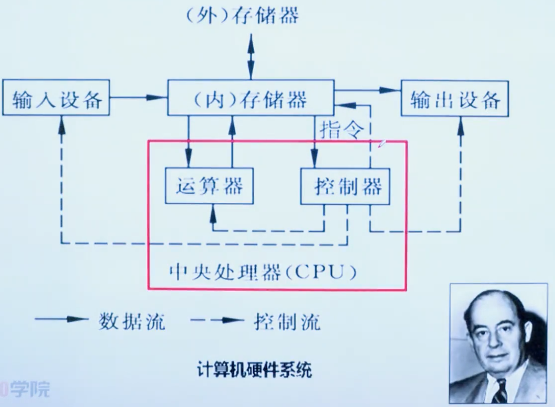 (外)存储器
输入设备
(内)存储器
输出设备
指令
运算器
控制器
中央处理器(CPU)
数据流
控制流
计算机硬件系统
学院